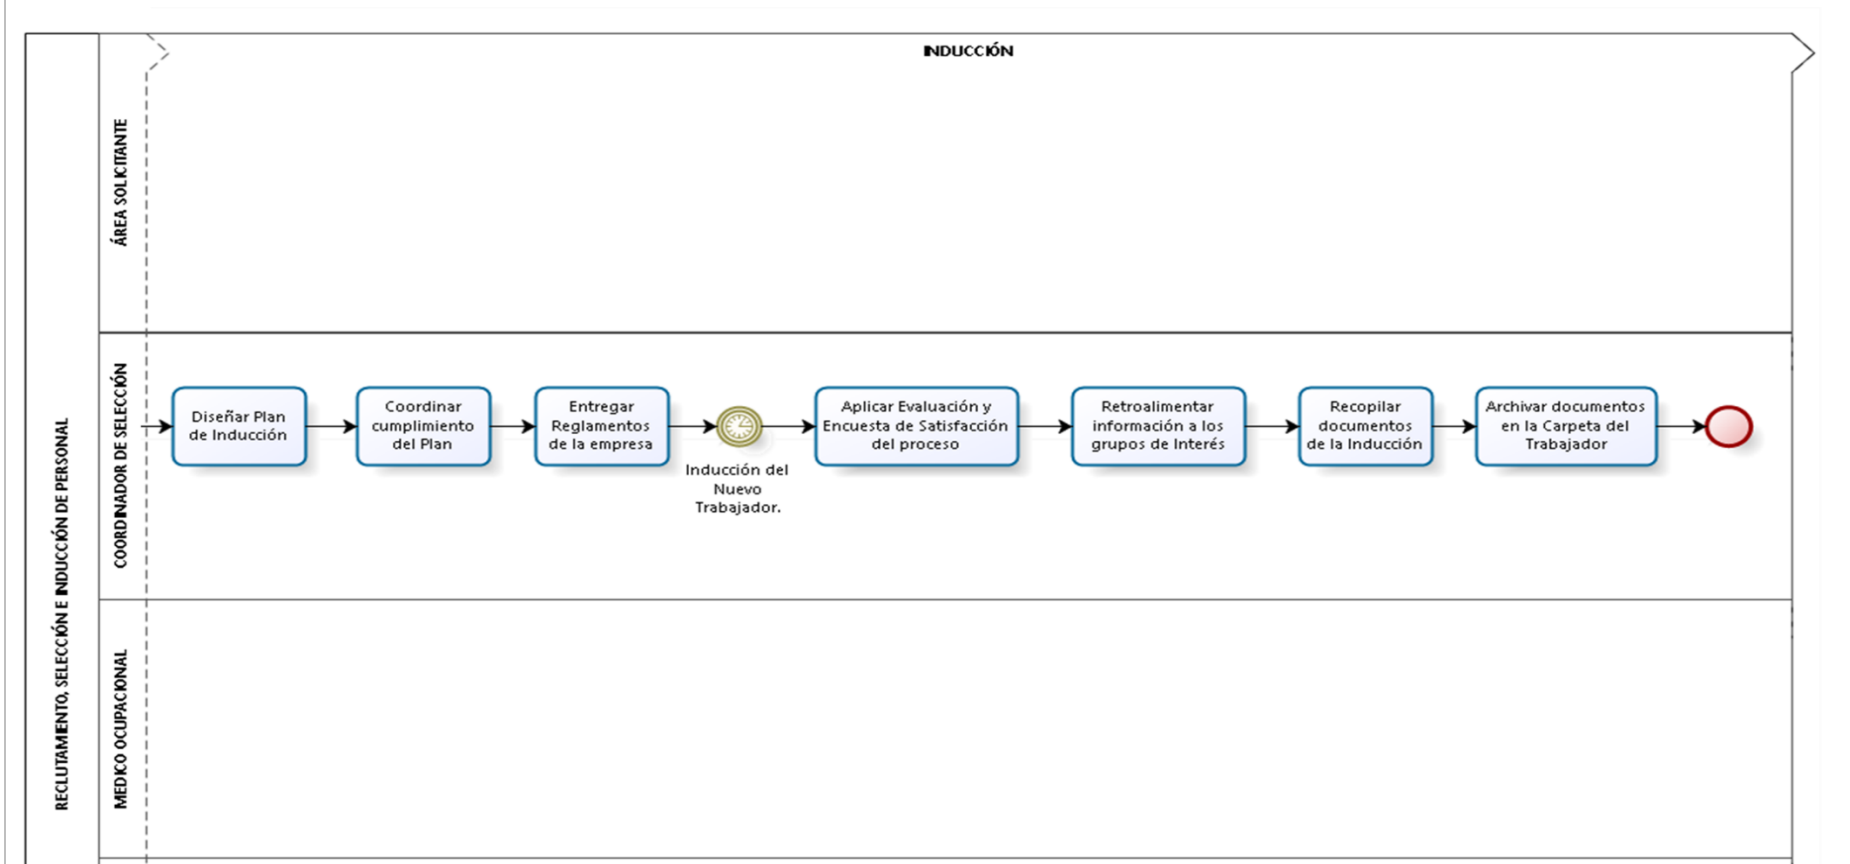 INDUCCIÓN
RECLUTAMIENTO, SELECCIÓN E INDUCCIÓN DE PERSONAL
ÁREA SOLICITANTE
COORDINADOR DE SELECCIÓN
Diseñar Plan
de Inducción
Coordinar
cumplimiento
del Plan
Entregar
Reglamentos
de la empresa
Inducción del
Nuevo
Trabajador.
Aplicar Evaluación y
Encuesta de Satisfacción
del proceso
Retroalimentar
información a los
grupos de Interés
Recopilar
documentos
de la Inducción
Archivar documentos
en la Carpeta del
Trabajador
MEDICO OCUPACIONAL